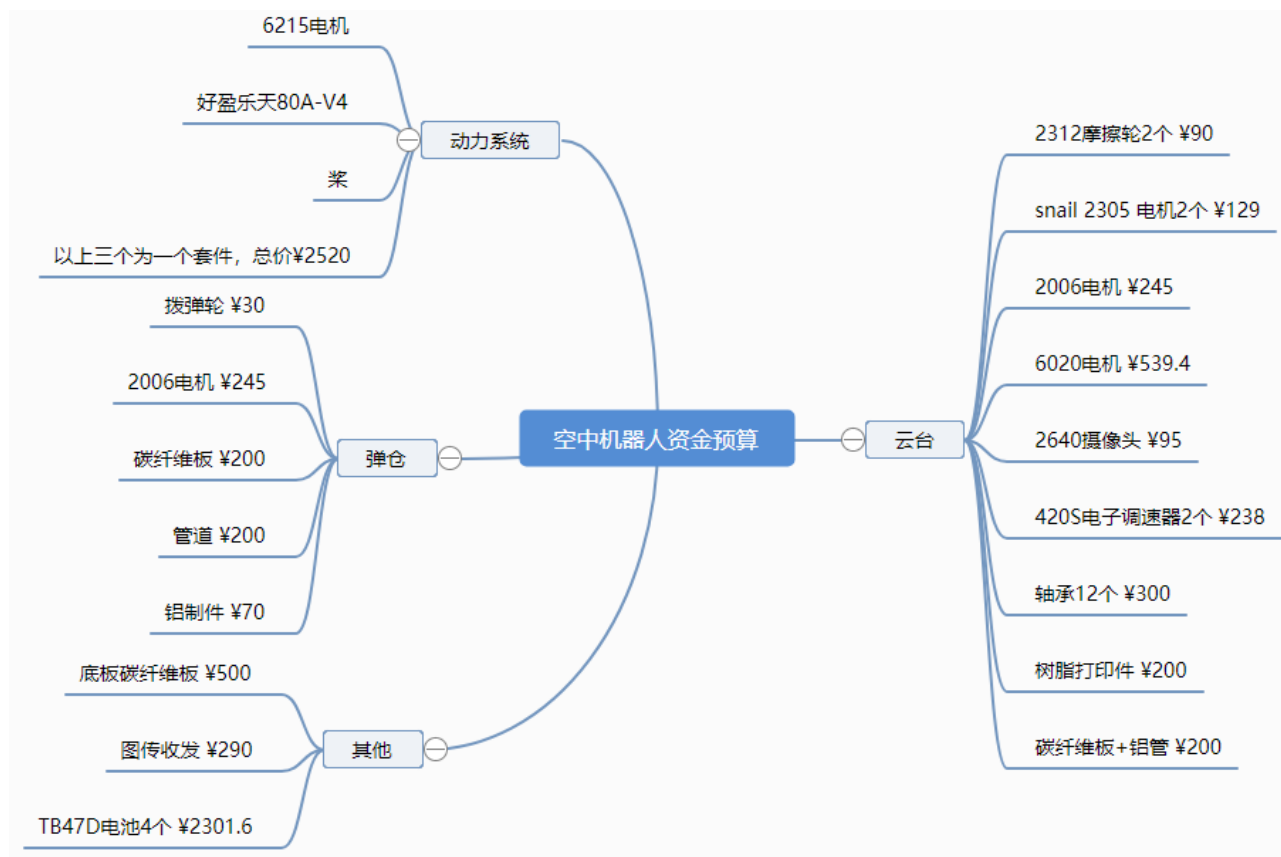 空中机器人资金预算
动力系统
6215电机
好盈乐天80A-V4
桨
以上三个为一个套件，总价¥2520
弹仓
拨弹轮 ¥30
2006电机 ¥245
碳纤维板 ¥200
管道 ¥200
铝制件 ¥70
其他
底板碳纤维板 ¥500
图传收发 ¥290
TB47D电池4个 ¥2301.6
云台
2312摩擦轮2个 ¥90
snail 2305 电机2个 ¥129
2006电机 ¥245
6020电机 ¥539.4
2640摄像头 ¥95
420S电子调速器2个 ¥238
轴承12个 ¥300
树脂打印件 ¥200
碳纤维板+铝管 ¥200